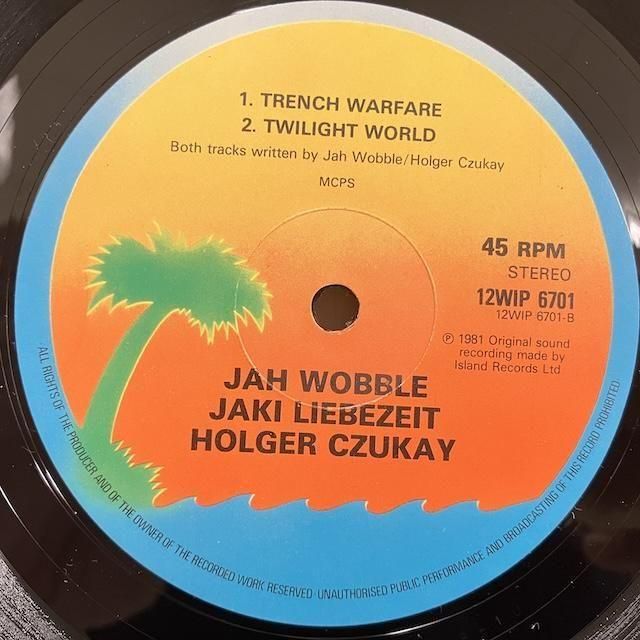 1. TRENCH WARFARE
2. TWILIGHT WORLD
Both tracks written by Jah Wobble/Holger Czukay
MCPS
45 RPM
STEREO
12WIP 6701
12WIP 6701-B
℗ 1981 Original sound
recording made by
Island Records Ltd
JAH WOBBLE
JAKI LIEBEZEIT
HOLGER CZUKAY
ALL RIGHTS OF THE PRODUCER AND OF THE OWNER OF THE RECORDED WORK RESERVED·UNAUTHORISED PUBLIC PERFORMANCE AND BROADCASTING OF THIS RECORD PROHIBITED